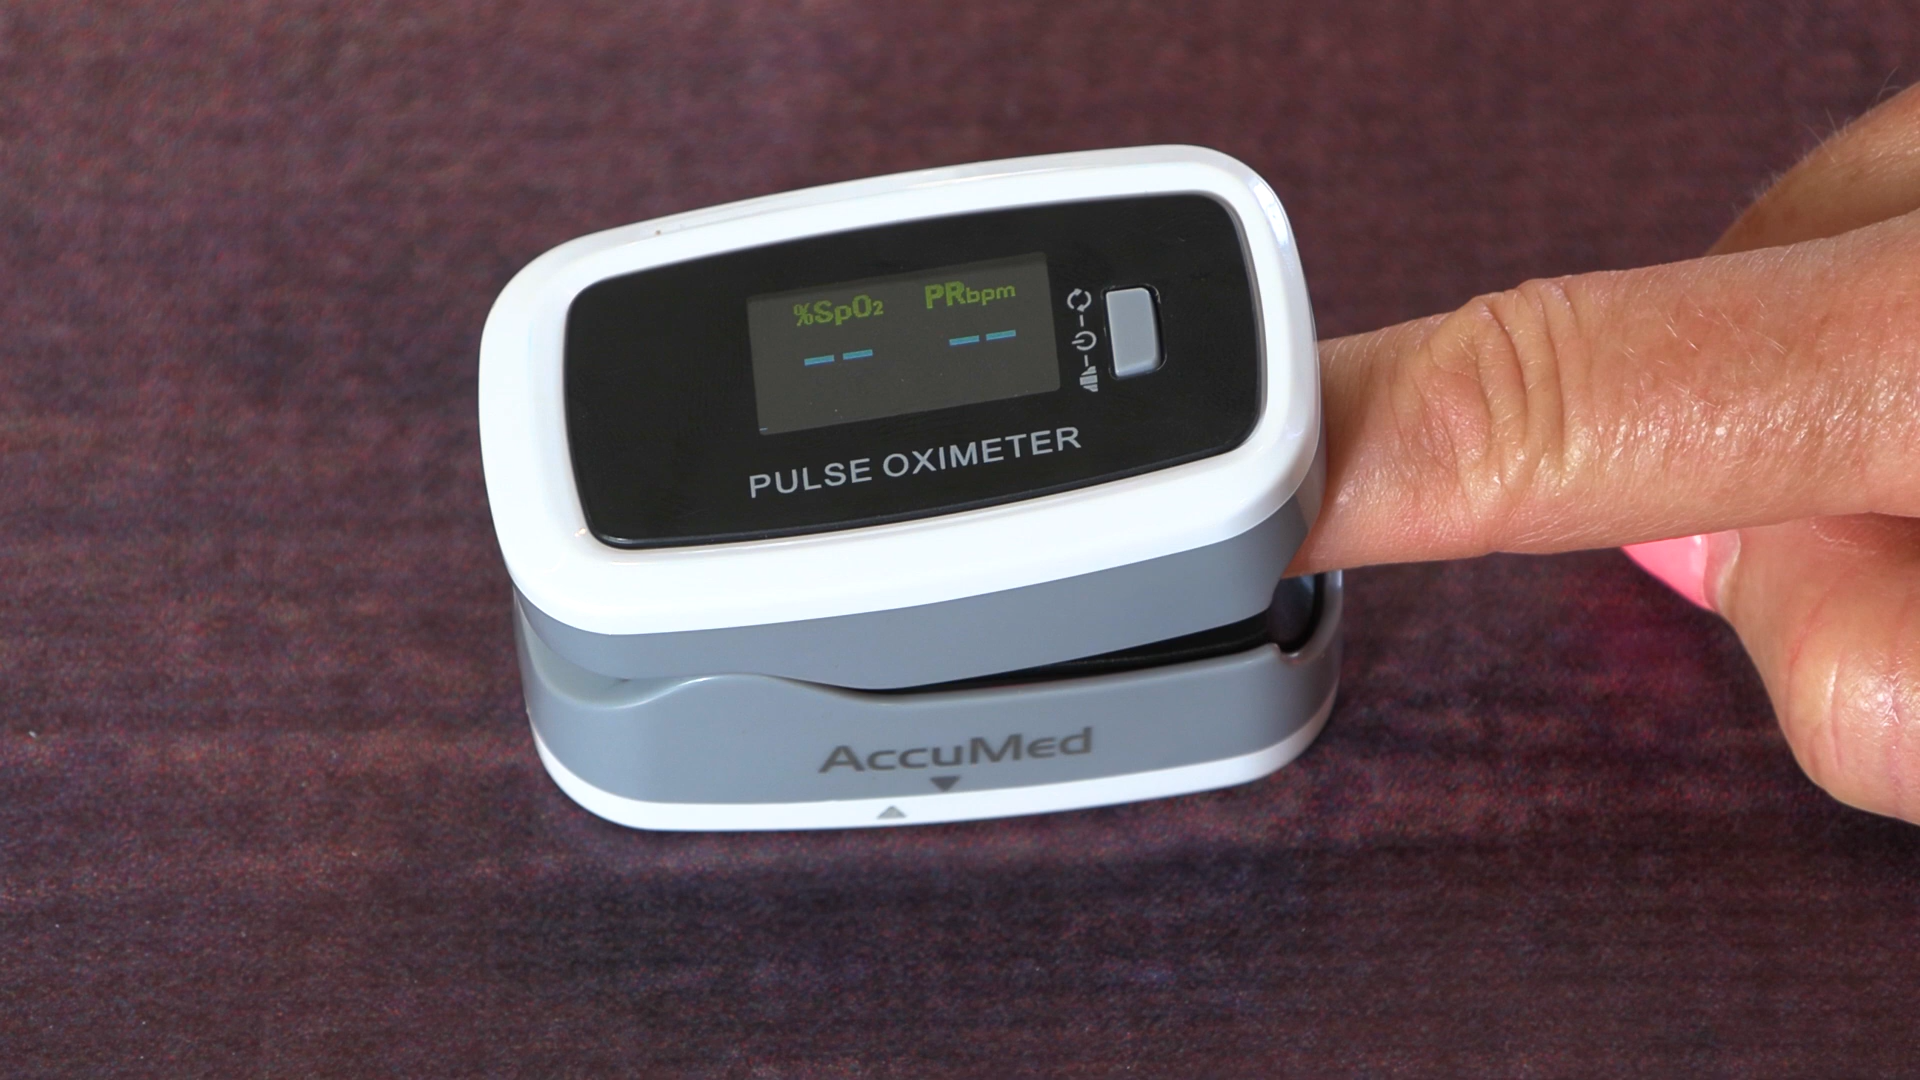 %SpO₂ PRbpm
-- --
PULSE OXIMETER
AccuMed